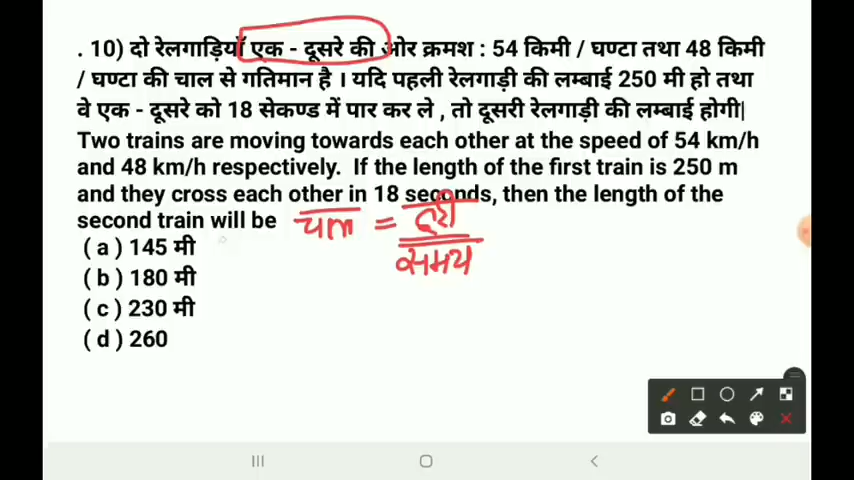 . 10) दो रेलगाड़ियाँ एक - दूसरे की ओर क्रमश : 54 किमी / घण्टा तथा 48 किमी
/ घण्टा की चाल से गतिमान है । यदि पहली रेलगाड़ी की लम्बाई 250 मी हो तथा
वे एक - दूसरे को 18 सेकण्ड में पार कर ले , तो दूसरी रेलगाड़ी की लम्बाई होगी|
Two trains are moving towards each other at the speed of 54 km/h
and 48 km/h respectively. If the length of the first train is 250 m
and they cross each other in 18 seconds, then the length of the
second train will be
चाल = दूरी
समय
( a ) 145 मी
( b ) 180 मी
( c ) 230 मी
( d ) 260